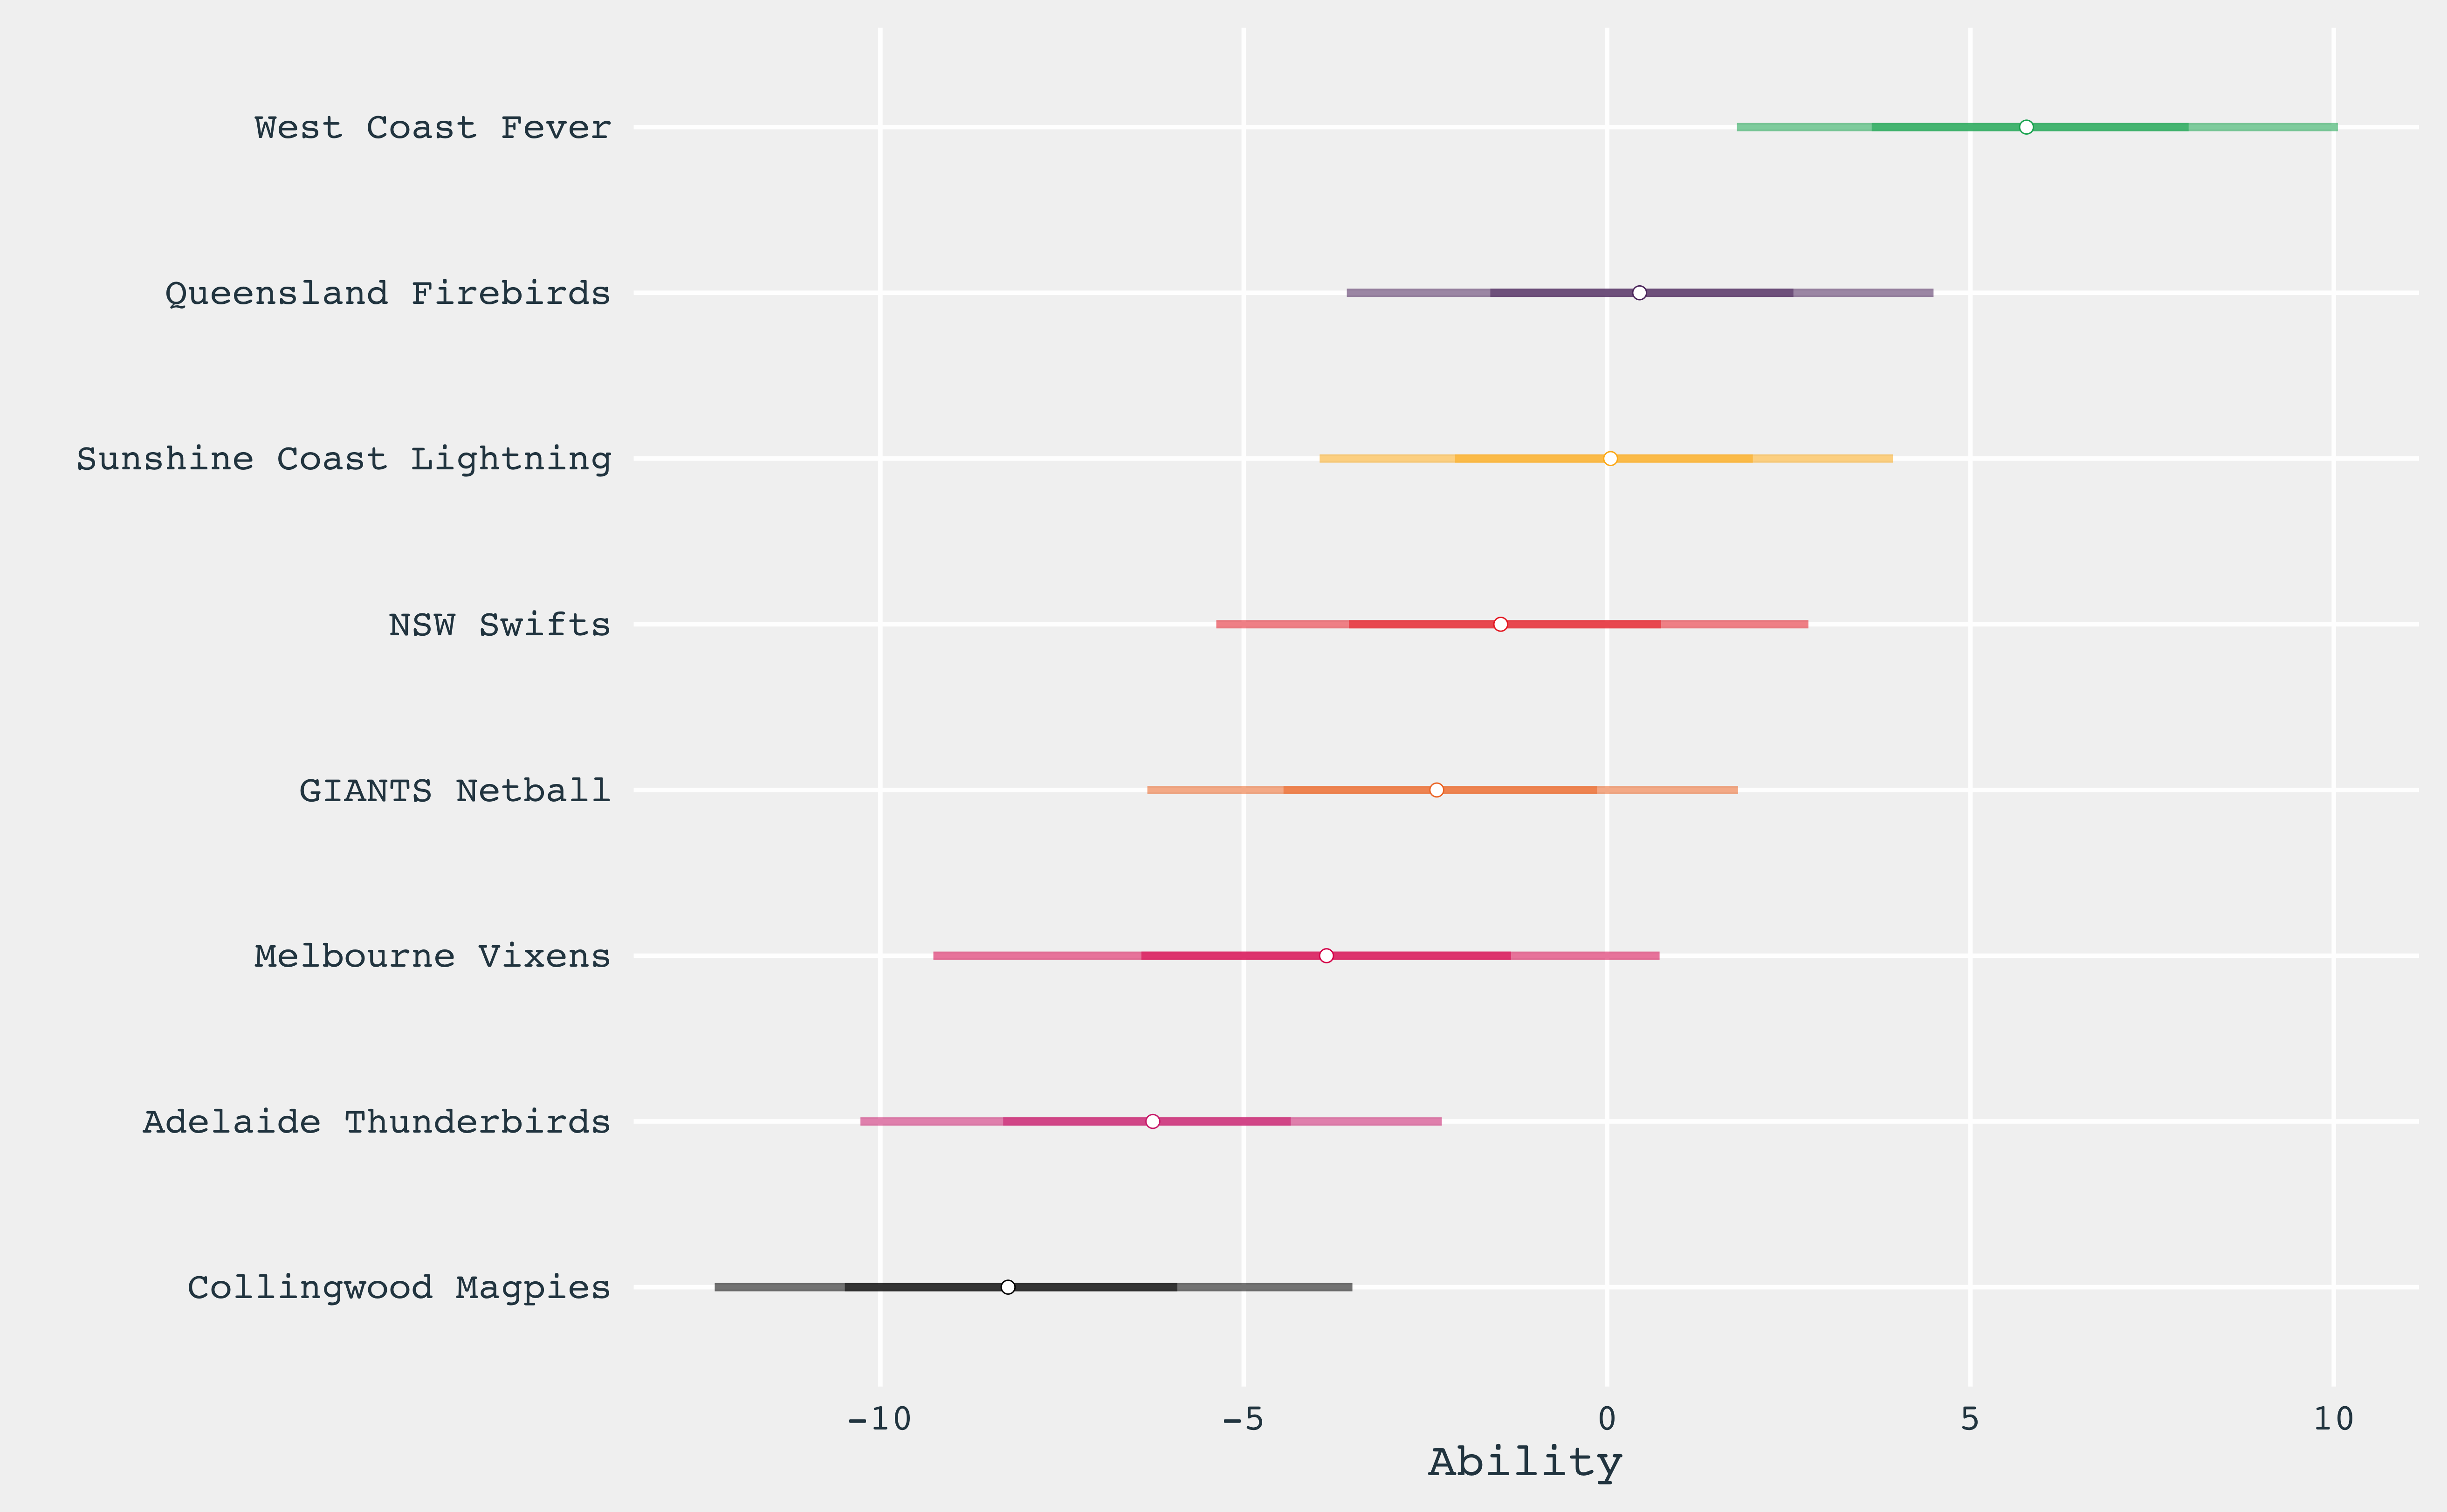 West Coast Fever
Queensland Firebirds
Sunshine Coast Lightning
NSW Swifts
GIANTS Netball
Melbourne Vixens
Adelaide Thunderbirds
Collingwood Magpies
-10 -5 0 5 10
Ability